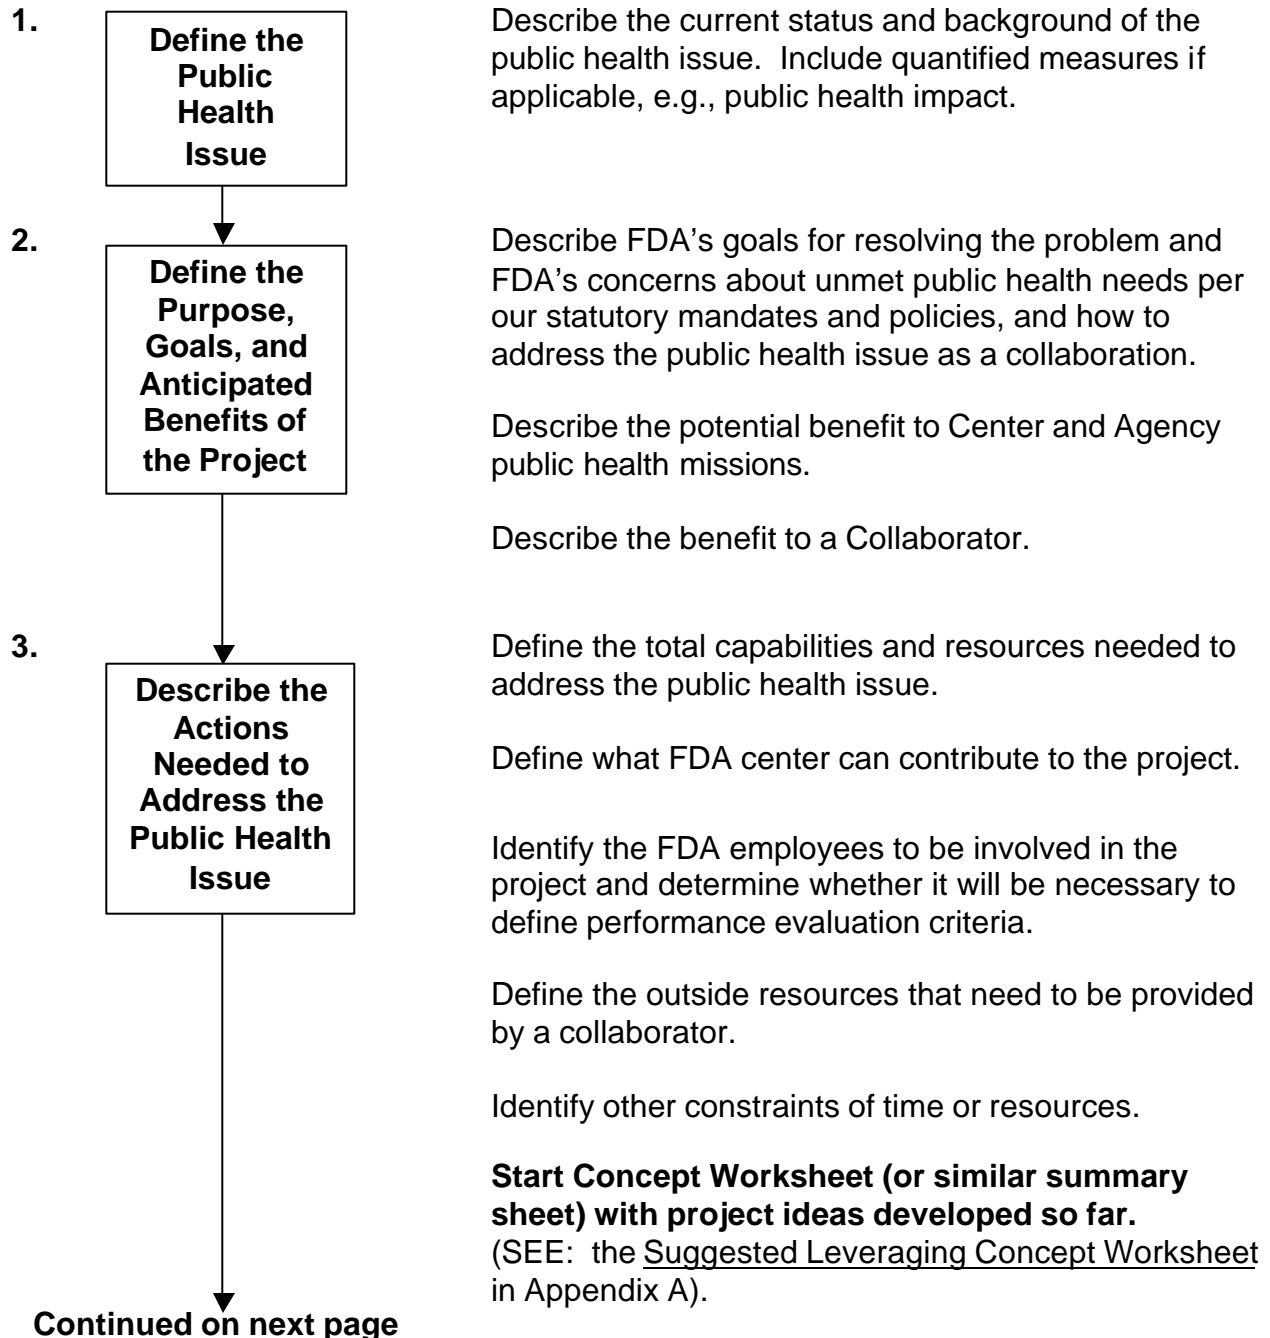 1.
Define the
Public
Health
Issue
Describe the current status and background of the
public health issue.  Include quantified measures if
applicable, e.g., public health impact.
2.
Define the
Purpose,
Goals, and
Anticipated
Benefits of
the Project
Describe FDA’s goals for resolving the problem and
FDA’s concerns about unmet public health needs per
our statutory mandates and policies, and how to
address the public health issue as a collaboration.
Describe the potential benefit to Center and Agency
public health missions.
Describe the benefit to a Collaborator.
3.
Describe the
Actions
Needed to
Address the
Public Health
Issue
Define the total capabilities and resources needed to
address the public health issue.
Define what FDA center can contribute to the project.
Identify the FDA employees to be involved in the
project and determine whether it will be necessary to
define performance evaluation criteria.
Define the outside resources that need to be provided
by a collaborator.
Identify other constraints of time or resources.
Start Concept Worksheet (or similar summary
sheet) with project ideas developed so far.
(SEE:  the Suggested Leveraging Concept Worksheet
in Appendix A).
Continued on next page